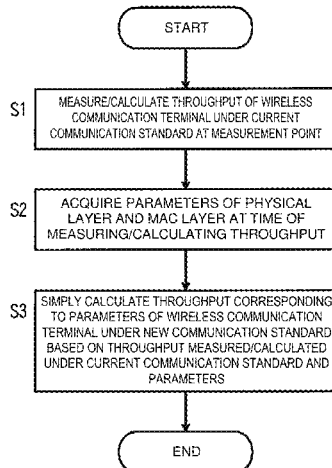 START
S1
MEASURE/CALCULATE THROUGHPUT OF WIRELESS
COMMUNICATION TERMINAL UNDER CURRENT
COMMUNICATION STANDARD AT MEASUREMENT POINT
S2
ACQUIRE PARAMETERS OF PHYSICAL
LAYER AND MAC LAYER AT TIME OF
MEASURING/CALCULATING THROUGHPUT
S3
SIMPLY CALCULATE THROUGHPUT CORRESPONDING
TO PARAMETERS OF WIRELESS COMMUNICATION
TERMINAL UNDER NEW COMMUNICATION STANDARD
BASED ON THROUGHPUT MEASURED/CALCULATED
UNDER CURRENT COMMUNICATION STANDARD AND
PARAMETERS
END